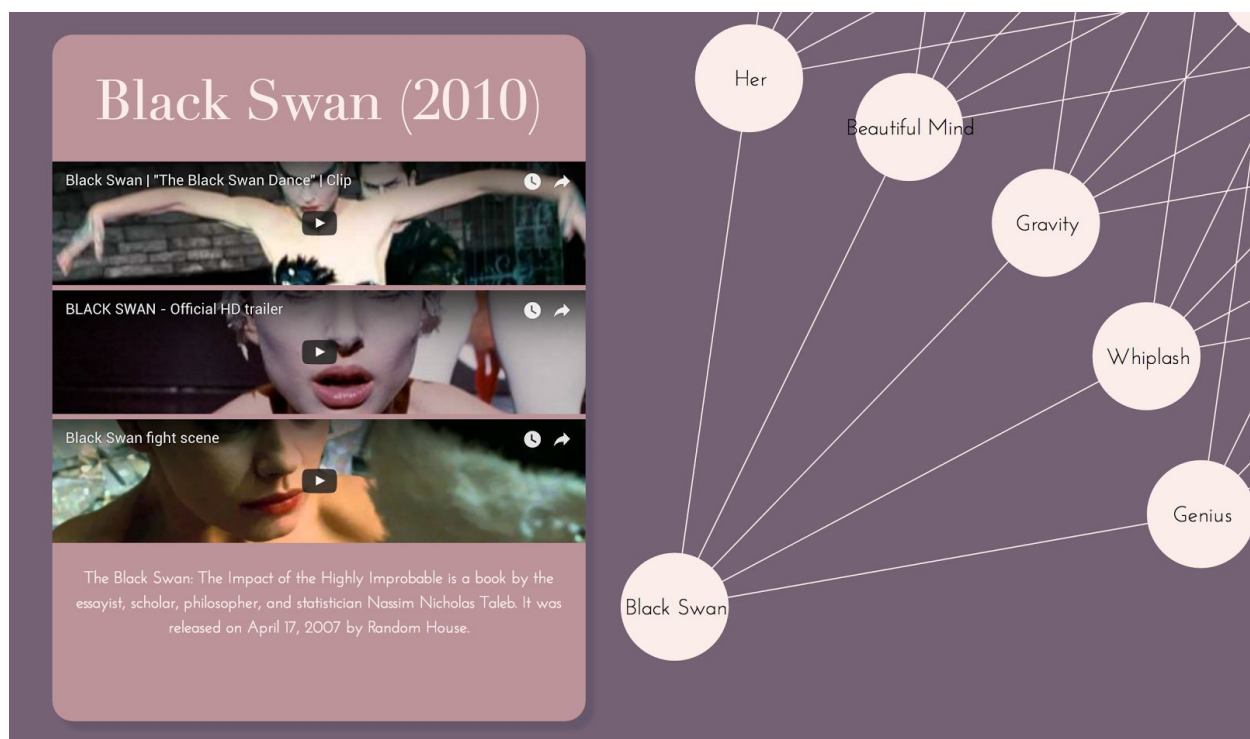 Black Swan (2010)
Black Swan | "The Black Swan Dance" | Clip
BLACK SWAN - Official HD trailer
Black Swan fight scene
The Black Swan: The Impact of the Highly Improbable is a book by the
essayist, scholar, philosopher, and statistician Nassim Nicholas Taleb. It was
released on April 17, 2007 by Random House.
Her
Beautiful Mind
Gravity
Whiplash
Genius
Black Swan